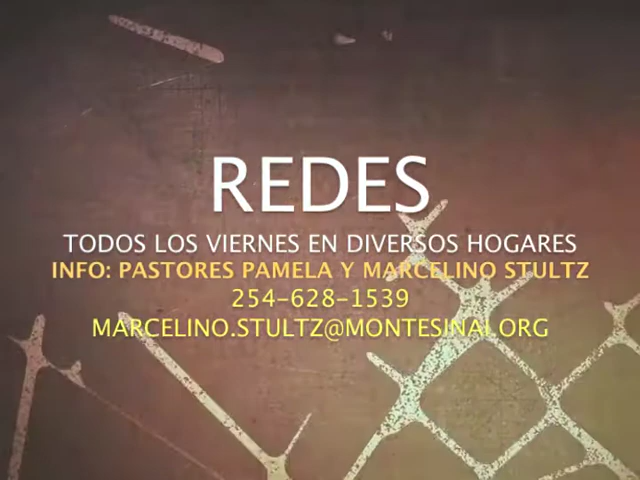 REDES
TODOS LOS VIERNES EN DIVERSOS HOGARES
INFO: PASTORES PAMELA Y MARCELINO STULTZ
254-628-1539
MARCELINO.STULTZ@MONTESINAI.ORG